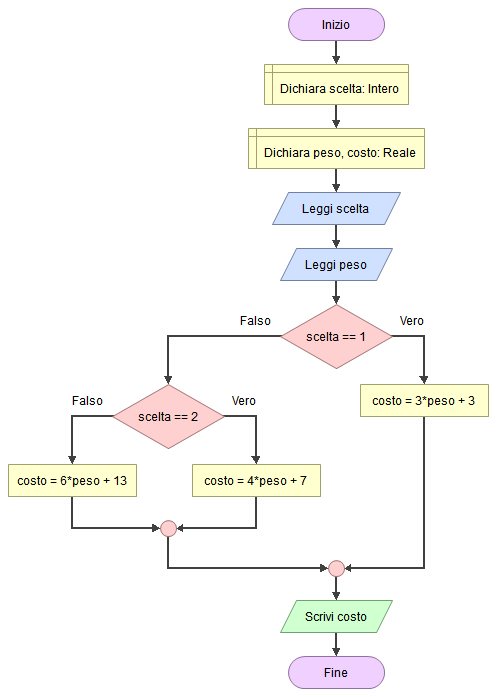 Inizio
Dichiara scelta: Intero
Dichiara peso, costo: Reale
Leggi scelta
Leggi peso
Falso
Vero
scelta == 1
Falso
Vero
costo = 3*peso + 3
scelta == 2
costo = 6*peso + 13
costo = 4*peso + 7
Scrivi costo
Fine